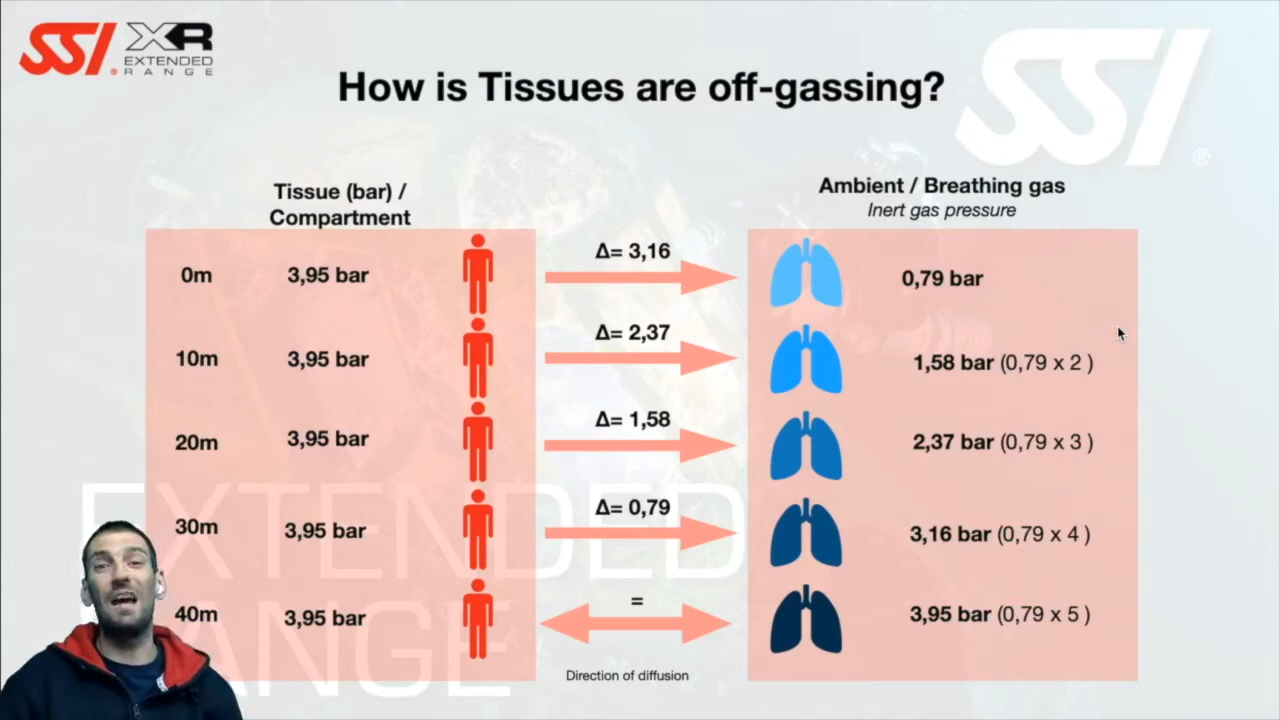 SSI® XR
EXTENDED
RANGE
SSI®
How is Tissues are off-gassing?
Tissue (bar) /
Compartment
Ambient / Breathing gas
Inert gas pressure
0m 3,95 bar Δ= 3,16 0,79 bar
10m 3,95 bar Δ= 2,37 1,58 bar (0,79 x 2 )
20m 3,95 bar Δ= 1,58 2,37 bar (0,79 x 3 )
30m 3,95 bar Δ= 0,79 3,16 bar (0,79 x 4 )
40m 3,95 bar = 3,95 bar (0,79 x 5 )
Direction of diffusion
EXTENDED
RANGE